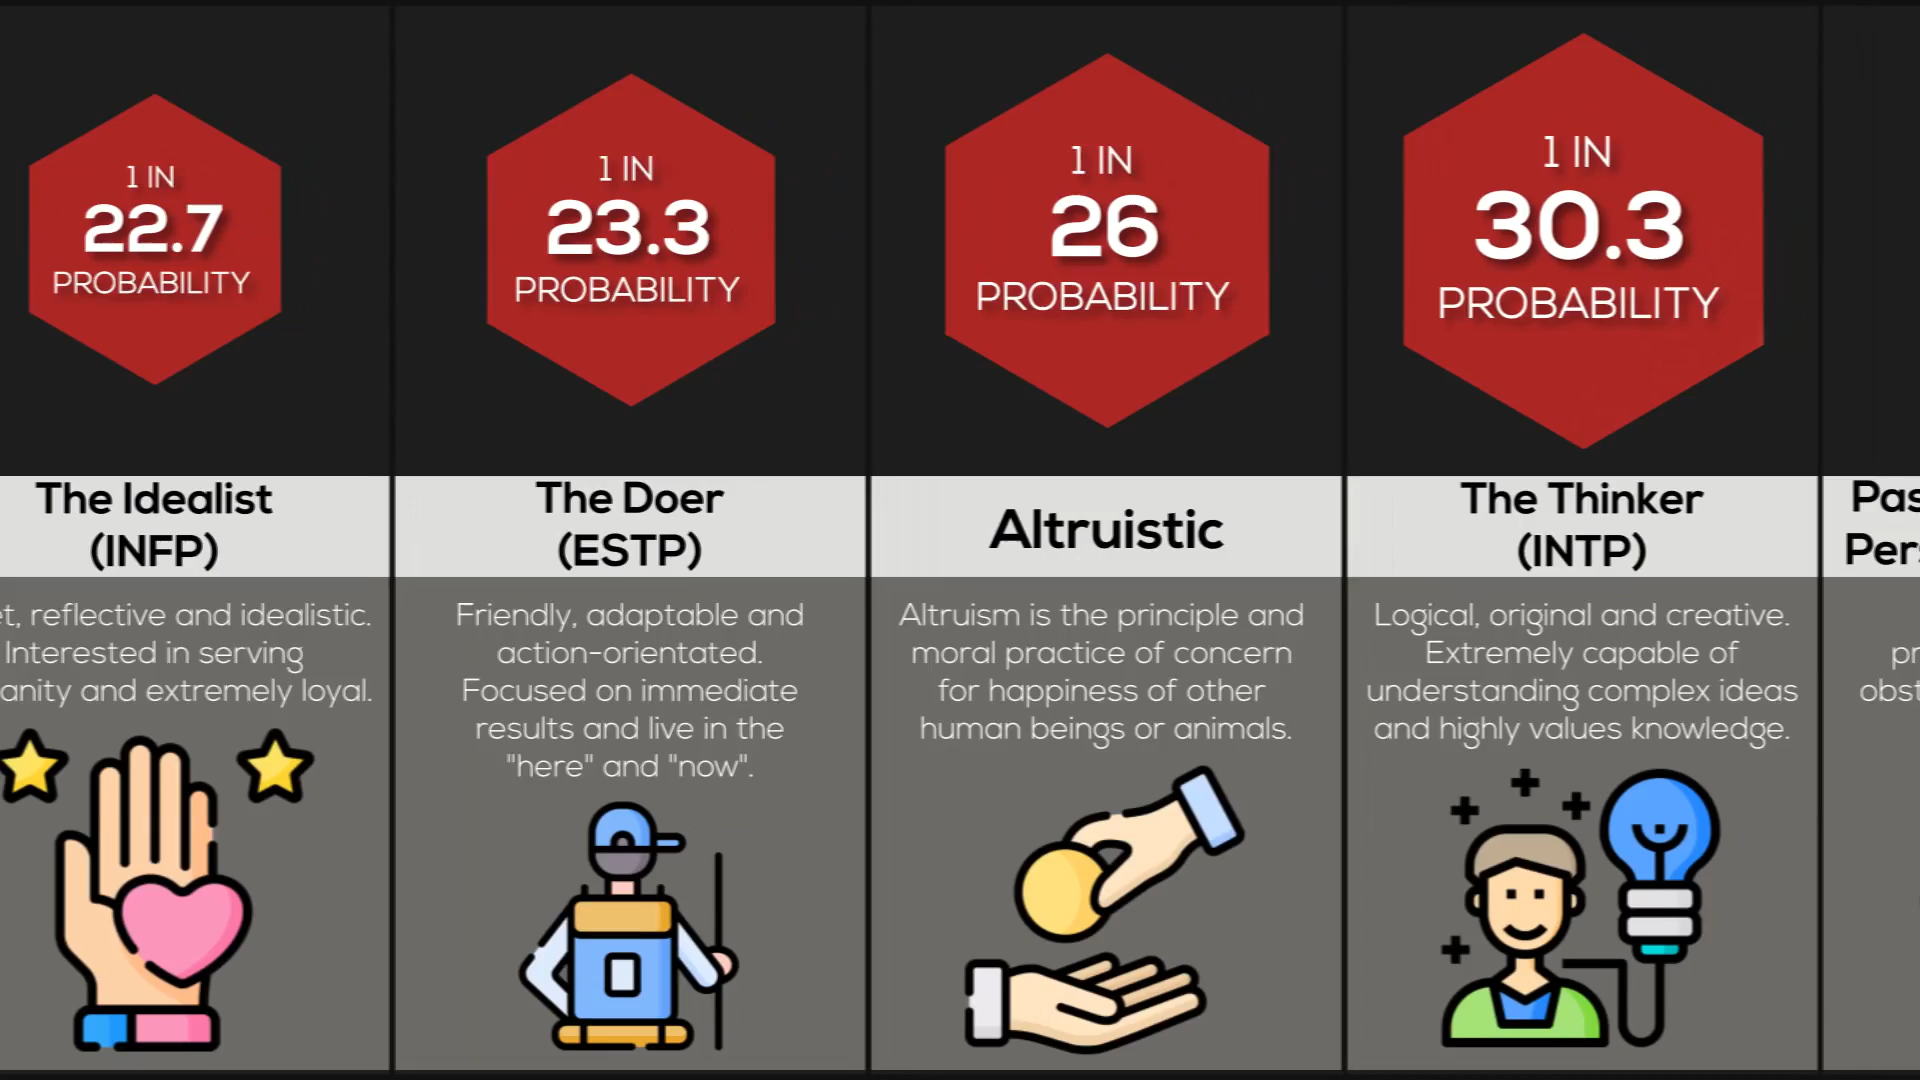 1 IN
22.7
PROBABILITY
The Idealist
(INFP)
reflective and idealistic.
Interested in serving
and extremely loyal.
1 IN
23.3
PROBABILITY
The Doer
(ESTP)
Friendly, adaptable and
action-orientated.
Focused on immediate
results and live in the
"here" and "now".
1 IN
26
PROBABILITY
Altruistic
Altruism is the principle and
moral practice of concern
for happiness of other
human beings or animals.
1 IN
30.3
PROBABILITY
The Thinker
(INTP)
Logical, original and creative.
Extremely capable of
understanding complex ideas
and highly values knowledge.